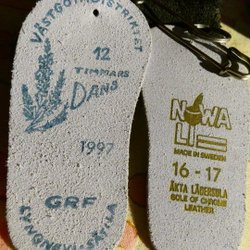 VÄSTGÖTADISTRIKTET
12
TIMMARS
DANS
1997
GRF
NOWA
LI
MADE IN SWEDEN
16 - 17
ÄKTA LÄDERSULA
SOLE OF GENUINE
LEATHER